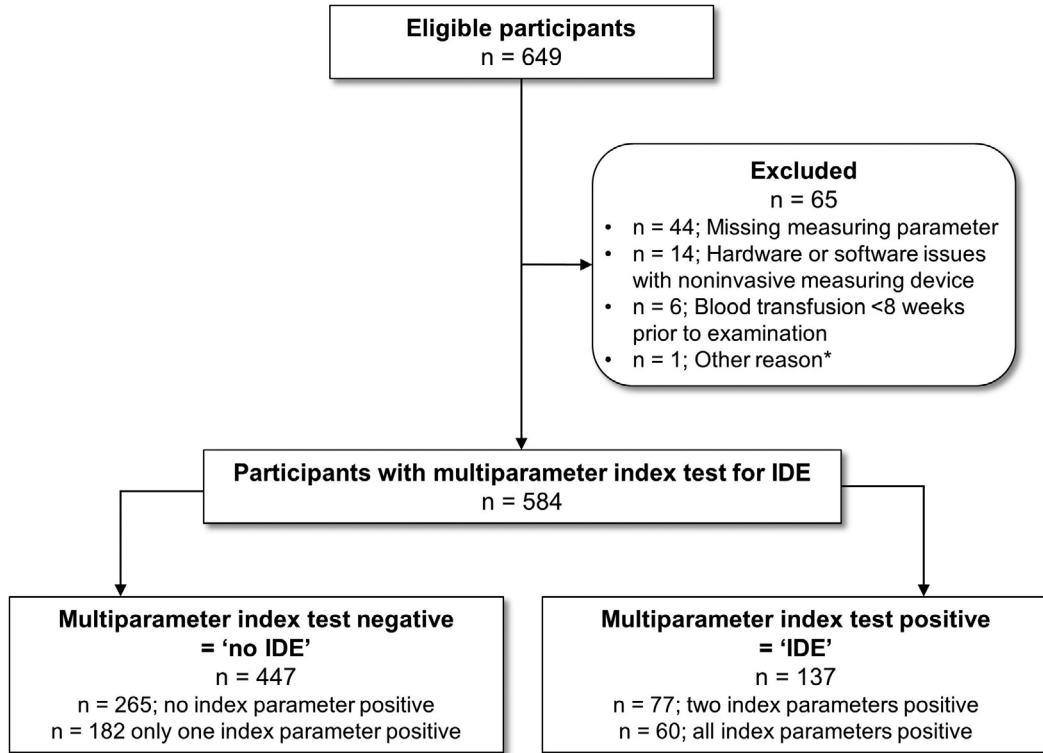 Eligible participants
n = 649
Excluded
n = 65
• n = 44; Missing measuring parameter
• n = 14; Hardware or software issues
with noninvasive measuring device
• n = 6; Blood transfusion <8 weeks
prior to examination
• n = 1; Other reason*
Participants with multiparameter index test for IDE
n = 584
Multiparameter index test negative
= ‘no IDE’
n = 447
n = 265; no index parameter positive
n = 182 only one index parameter positive
Multiparameter index test positive
= ‘IDE’
n = 137
n = 77; two index parameters positive
n = 60; all index parameters positive